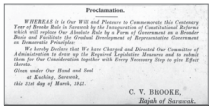 Proclamation.
WHEREAS it is Our Will and Pleasure to Commemorate this Centenary
Year of Brooke Rule in Sarawak by the Inauguration of Constitutional Reforms
which will replace Our Absolute Rule by a Form of Government on a Broader
Basis and Facilitate the Gradual Development of Representative Government
on Democratic Principles:
We hereby Declare that We have Charged and Directed Our Committee of
Administration to draw up the Required Legislative Measures and to submit
them for Our Consideration together with Every Necessary Step to give Effect
thereto.
Given under Our Hand and Seal
at Kuching, Sarawak,
this 31st day of March, 1941.
C. V. BROOKE,
Rajah of Sarawak.